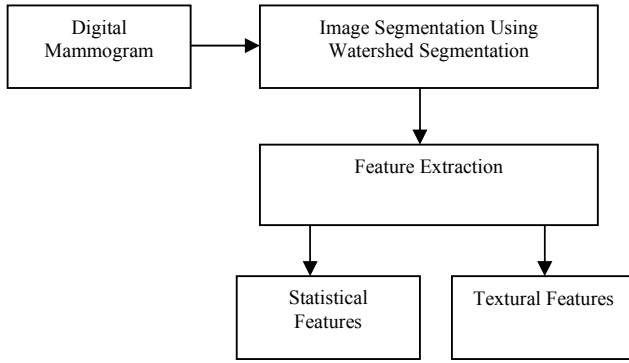 Digital
Mammogram
Image Segmentation Using
Watershed Segmentation
Feature Extraction
Statistical
Features
Textural Features